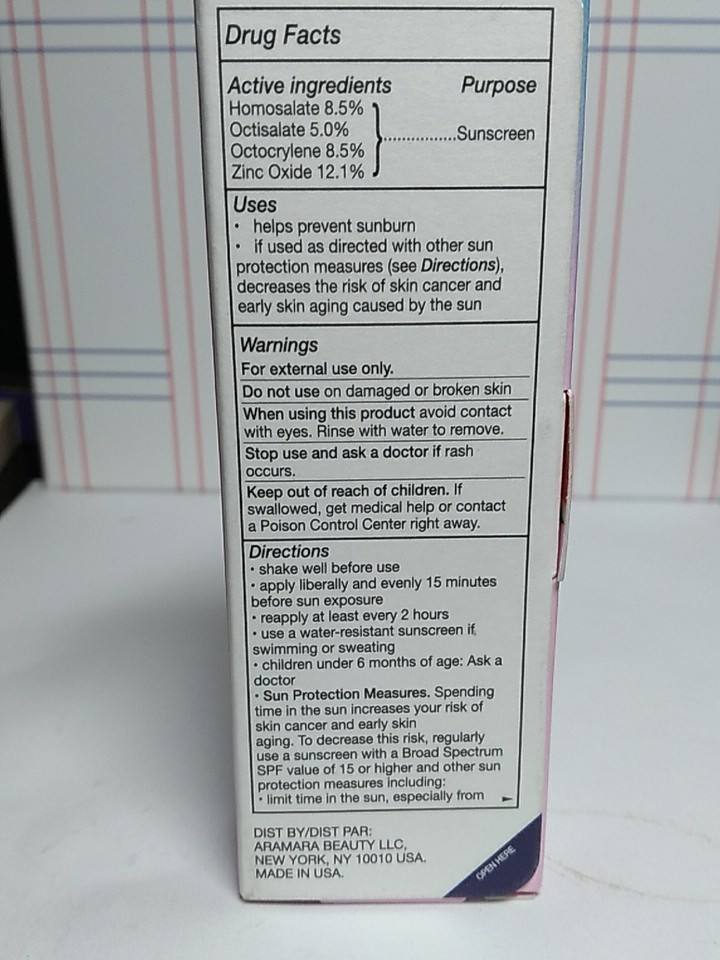 Drug Facts
Active ingredients Purpose
Homosalate 8.5%
Octisalate 5.0%
Octocrylene 8.5%
Zinc Oxide 12.1%
}................Sunscreen
Uses
• helps prevent sunburn
• if used as directed with other sun
protection measures (see Directions),
decreases the risk of skin cancer and
early skin aging caused by the sun
Warnings
For external use only.
Do not use on damaged or broken skin
When using this product avoid contact
with eyes. Rinse with water to remove.
Stop use and ask a doctor if rash
occurs.
Keep out of reach of children. If
swallowed, get medical help or contact
a Poison Control Center right away.
Directions
• shake well before use
• apply liberally and evenly 15 minutes
before sun exposure
• reapply at least every 2 hours
• use a water-resistant sunscreen if
swimming or sweating
• children under 6 months of age: Ask a
doctor
• Sun Protection Measures. Spending
time in the sun increases your risk of
skin cancer and early skin
aging. To decrease this risk, regularly
use a sunscreen with a Broad Spectrum
SPF value of 15 or higher and other sun
protection measures including:
• limit time in the sun, especially from ►
DIST BY/DIST PAR:
ARAMARA BEAUTY LLC,
NEW YORK, NY 10010 USA.
MADE IN USA.
OPEN HERE